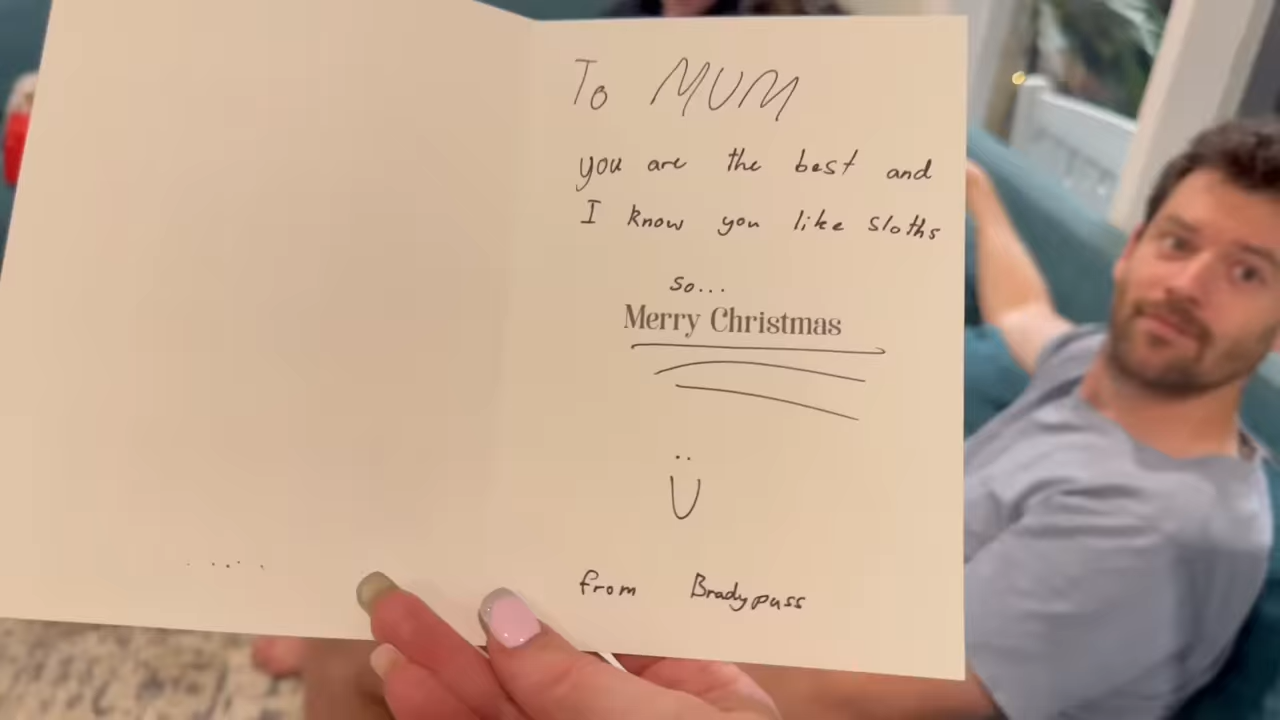 To MUM
you are the best and
I know you like sloths
so...
Merry Christmas
from Bradypuss